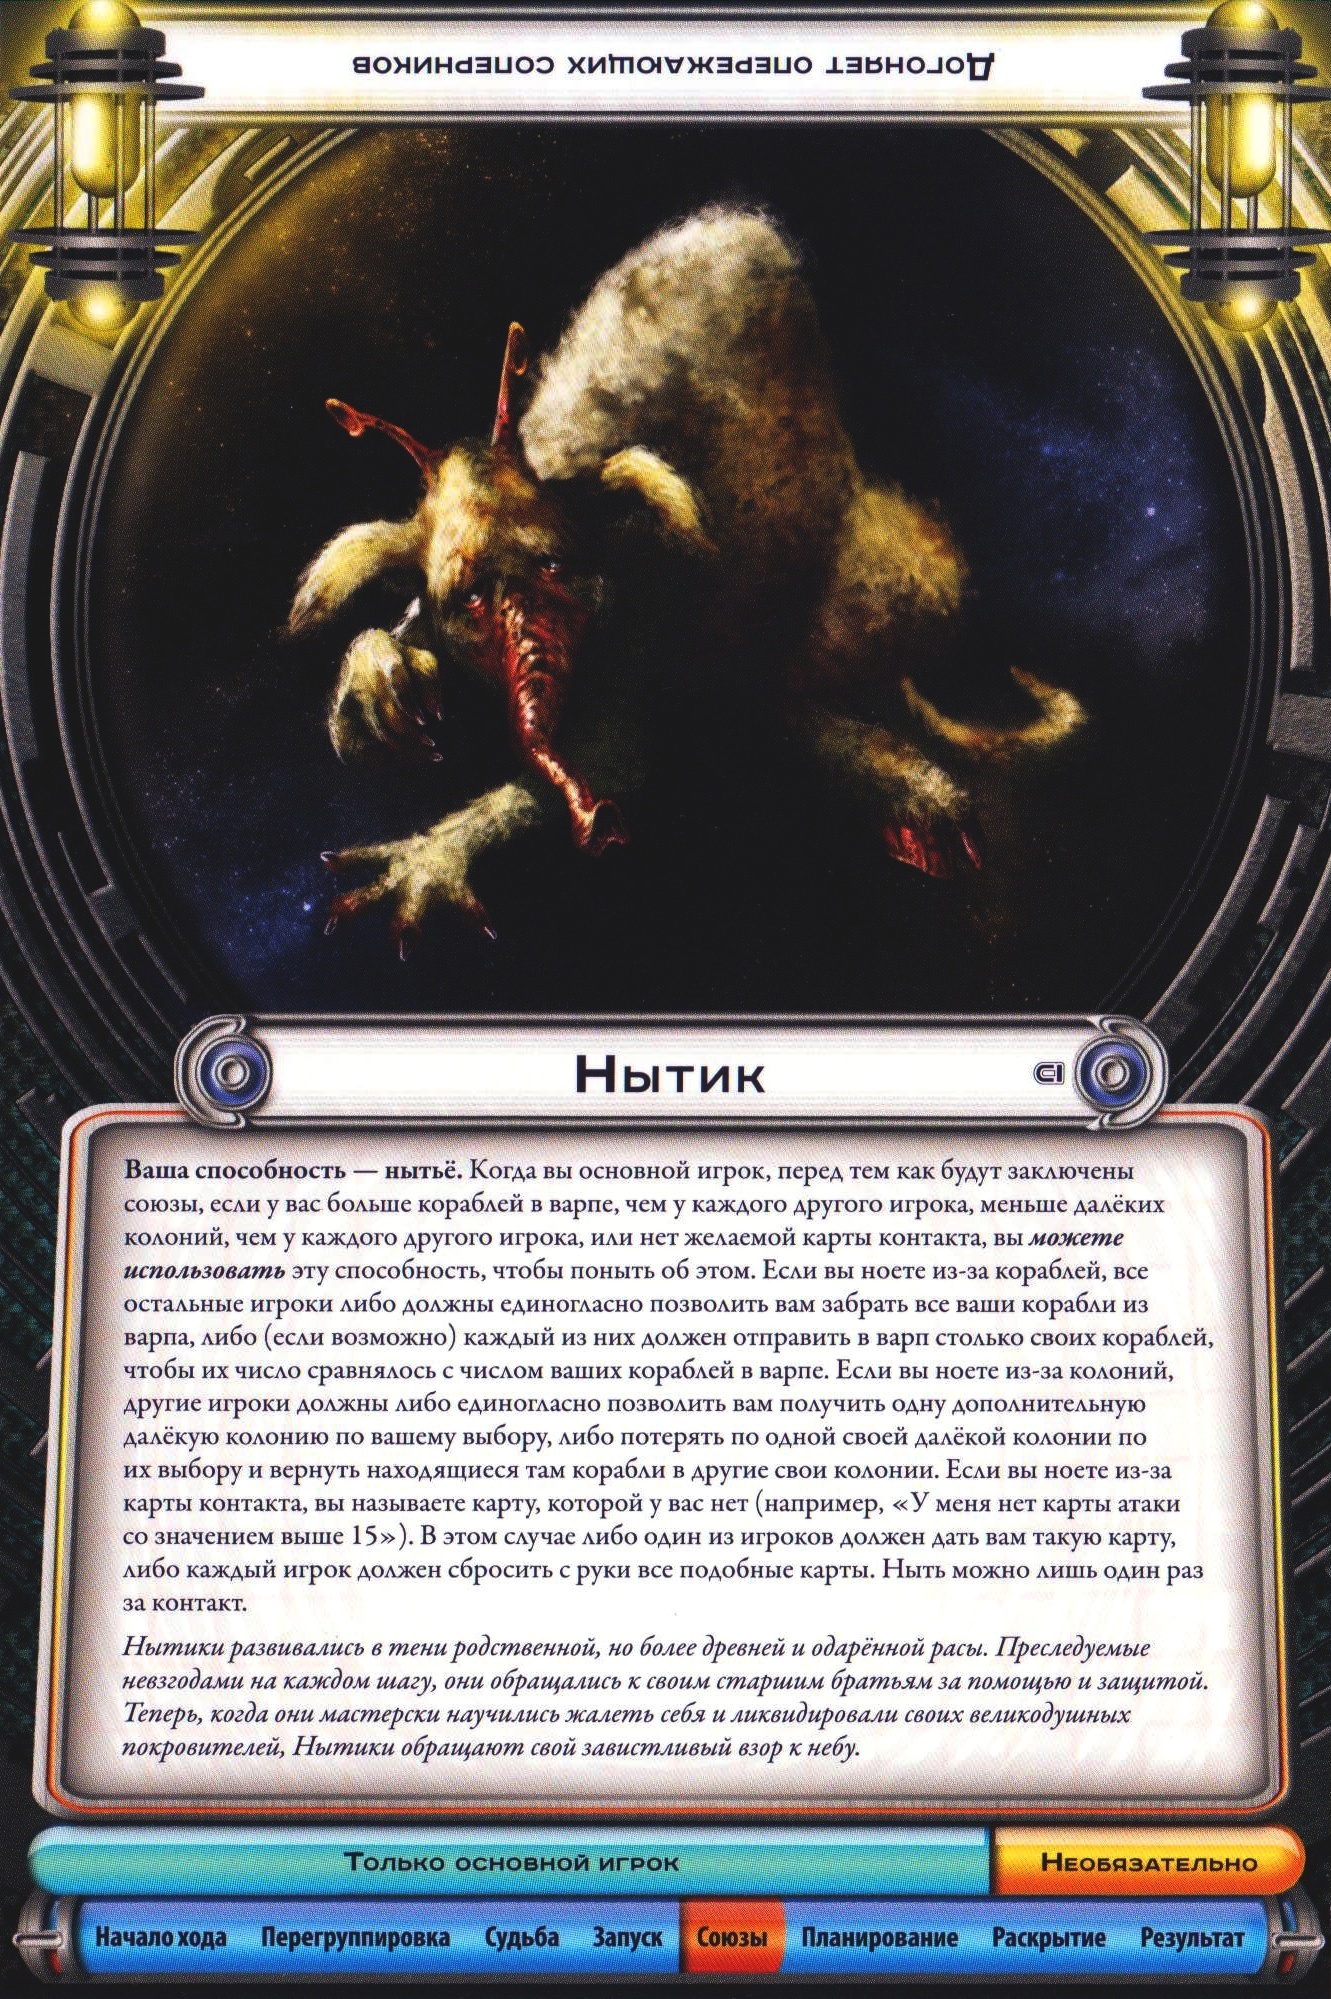 Догоняет опережающих соперников
Нытик
CI
Ваша способность — нытьё. Когда вы основной игрок, перед тем как будут заключены
союзы, если у вас больше кораблей в варпе, чем у каждого другого игрока, меньше далёких
колоний, чем у каждого другого игрока, или нет желаемой карты контакта, вы можете
использовать эту способность, чтобы поныть об этом. Если вы ноете из-за кораблей, все
остальные игроки либо должны единогласно позволить вам забрать все ваши корабли из
варпа, либо (если возможно) каждый из них должен отправить в варп столько своих кораблей,
чтобы их число сравнялось с числом ваших кораблей в варпе. Если вы ноете из-за колоний,
другие игроки должны либо единогласно позволить вам получить одну дополнительную
далёкую колонию по вашему выбору, либо потерять по одной своей далёкой колонии по
их выбору и вернуть находящиеся там корабли в другие свои колонии. Если вы ноете из-за
карты контакта, вы называете карту, которой у вас нет (например, «У меня нет карты атаки
со значением выше 15»). В этом случае либо один из игроков должен дать вам такую карту,
либо каждый игрок должен сбросить с руки все подобные карты. Ныть можно лишь один раз
за контакт.
Нытики развивались в тени родственной, но более древней и одарённой расы. Преследуемые
невзгодами на каждом шагу, они обращались к своим старшим братьям за помощью и защитой.
Теперь, когда они мастерски научились жалеть себя и ликвидировали своих великодушных
покровителей, Нытики обращают свой завистливый взор к небу.
Только основной игрок Необязательно
Начало хода Перегруппировка Судьба Запуск Союзы Планирование Раскрытие Результат